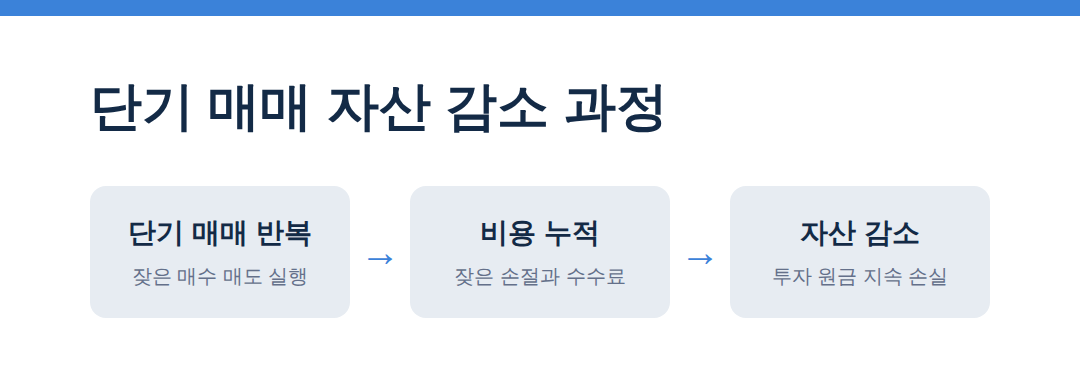 단기 매매 자산 감소 과정
단기 매매 반복
잦은 매수 매도 실행
→
비용 누적
잦은 손절과 수수료
→
자산 감소
투자 원금 지속 손실